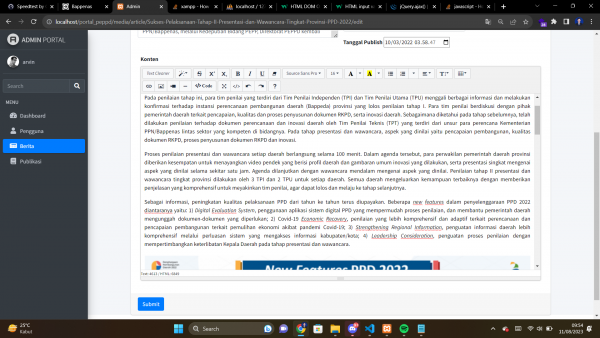 Speedtest by
Bappenas
Admin
xampp - Hos
localhost / 12
HTML DOM C
HTML input v
jQuery.ajax()
javascript - H
localhost/portal_peppd/media/article/Sukses-Pelaksanaan-Tahap-II-Presentasi-dan-Wawancara-Tingkat-Provinsi-PPD-2022/edit
ADMIN PORTAL
arvin
Search
MENU
Dashboard
Pengguna
Berita
Publikasi
PPN/Bappenas, melalui Kedeputian Bidang PEPP, Direktorat PEPPD kembali
Tanggal Publish
10/03/2022 03.58.47
Konten
Text Cleaner
Source Sans Pro
16
Code
Pada penilaian tahap ini, para tim penilai yang terdiri dari Tim Penilai Independen (TPI) dan Tim Penilai Utama (TPU) menggali berbagai informasi dan melakukan
konfirmasi terhadap instansi perencanaan pembangunan daerah (Bappeda) provinsi yang lolos penilaian tahap I. Para tim penilai berdiskusi dengan pihak
pemerintah daerah terkait pencapaian, kualitas dan proses penyusunan dokumen RKPD, serta inovasi daerah. Sebagaimana diketahui pada tahap sebelumnya, telah
dilakukan penilaian terhadap dokumen perencanaan dan inovasi daerah oleh Tim Penilai Teknis (TPT) yang terdiri dari unsur para perencana Kementerian
PPN/Bappenas lintas sektor yang kompeten di bidangnya. Pada tahap presentasi dan wawancara, aspek yang dinilai yaitu pencapaian pembangunan, kualitas
dokumen RKPD, proses penyusunan dokumen RKPD dan inovasi.
Proses penilaian presentasi dan wawancara setiap daerah berlangsung selama 100 menit. Dalam agenda tersebut, para perwakilan pemerintah daerah provinsi
diberikan kesempatan untuk menayangkan video pendek yang berisi profil daerah dan gambaran umum inovasi yang dilakukan, serta presentasi singkat mengenai
aspek yang dinilai selama sekitar satu jam. Agenda dilanjutkan dengan wawancara mendalam mengenai aspek yang dinilai. Penilaian tahap II presentasi dan
wawancara tingkat provinsi dilakukan oleh 3 TPI dan 2 TPU untuk setiap daerah. Semua daerah mengeluarkan kemampuan terbaiknya dengan memberikan
penjelasan yang komprehensif untuk meyakinkan tim penilai, agar dapat lolos dan melaju ke tahap selanjutnya.
Sebagai informasi, peningkatan kualitas pelaksanaan PPD dari tahun ke tahun terus diupayakan. Beberapa new features dalam penyelenggaraan PPD 2022
diantaranya yaitu 1) Digital Evaluation System, penggunaan aplikasi sistem digital PPD yang mempermudah proses penilaian, dan membantu pemerintah daerah
mengunggah dokumen-dokumen yang diperlukan; 2) Covid-19 Economic Recovery, penilaian yang lebih komprehensif dan adaptif terkait perencanaan dan
pencapaian pembangunan terkait pemulihan ekonomi akibat pandemi Covid-19; 3) Strengthening Regional Information, penguatan informasi daerah lebih
komprehensif melalui perluasan sistem yang mengakses informasi kabupaten/kota; 4) Leadership Consideration, penguatan proses penilaian dengan
mempertimbangkan keterlibatan Kepala Daerah pada tahap presentasi dan wawancara.
New Features PPD 2022
Submit
25°C
Kabut
Search
09:54
11/08/2023